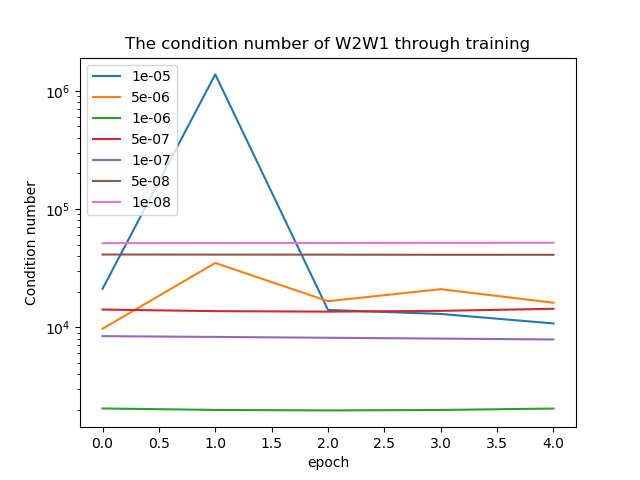 The condition number of W2W1 through training
Condition number
10^6
10^5
10^4
1e-05
5e-06
1e-06
5e-07
1e-07
5e-08
1e-08
0.0 0.5 1.0 1.5 2.0 2.5 3.0 3.5 4.0
epoch